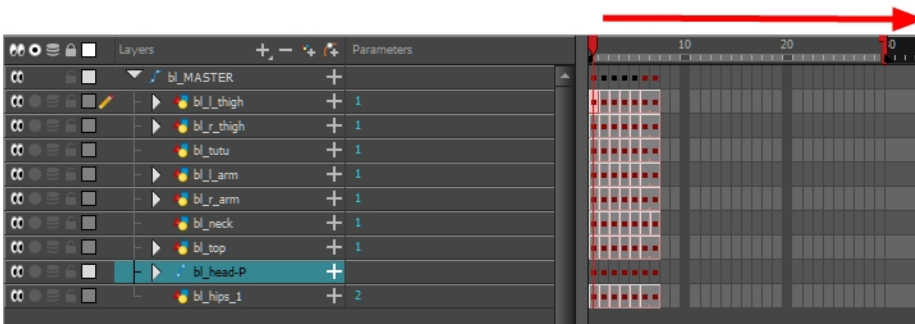 Layers Parameters 10 20 30
bl_MASTER
bl_l_thigh 1
bl_r_thigh 1
bl_tutu 1
bl_l_arm 1
bl_r_arm 1
bl_neck 1
bl_top 1
bl_head-P
bl_hips_1 2